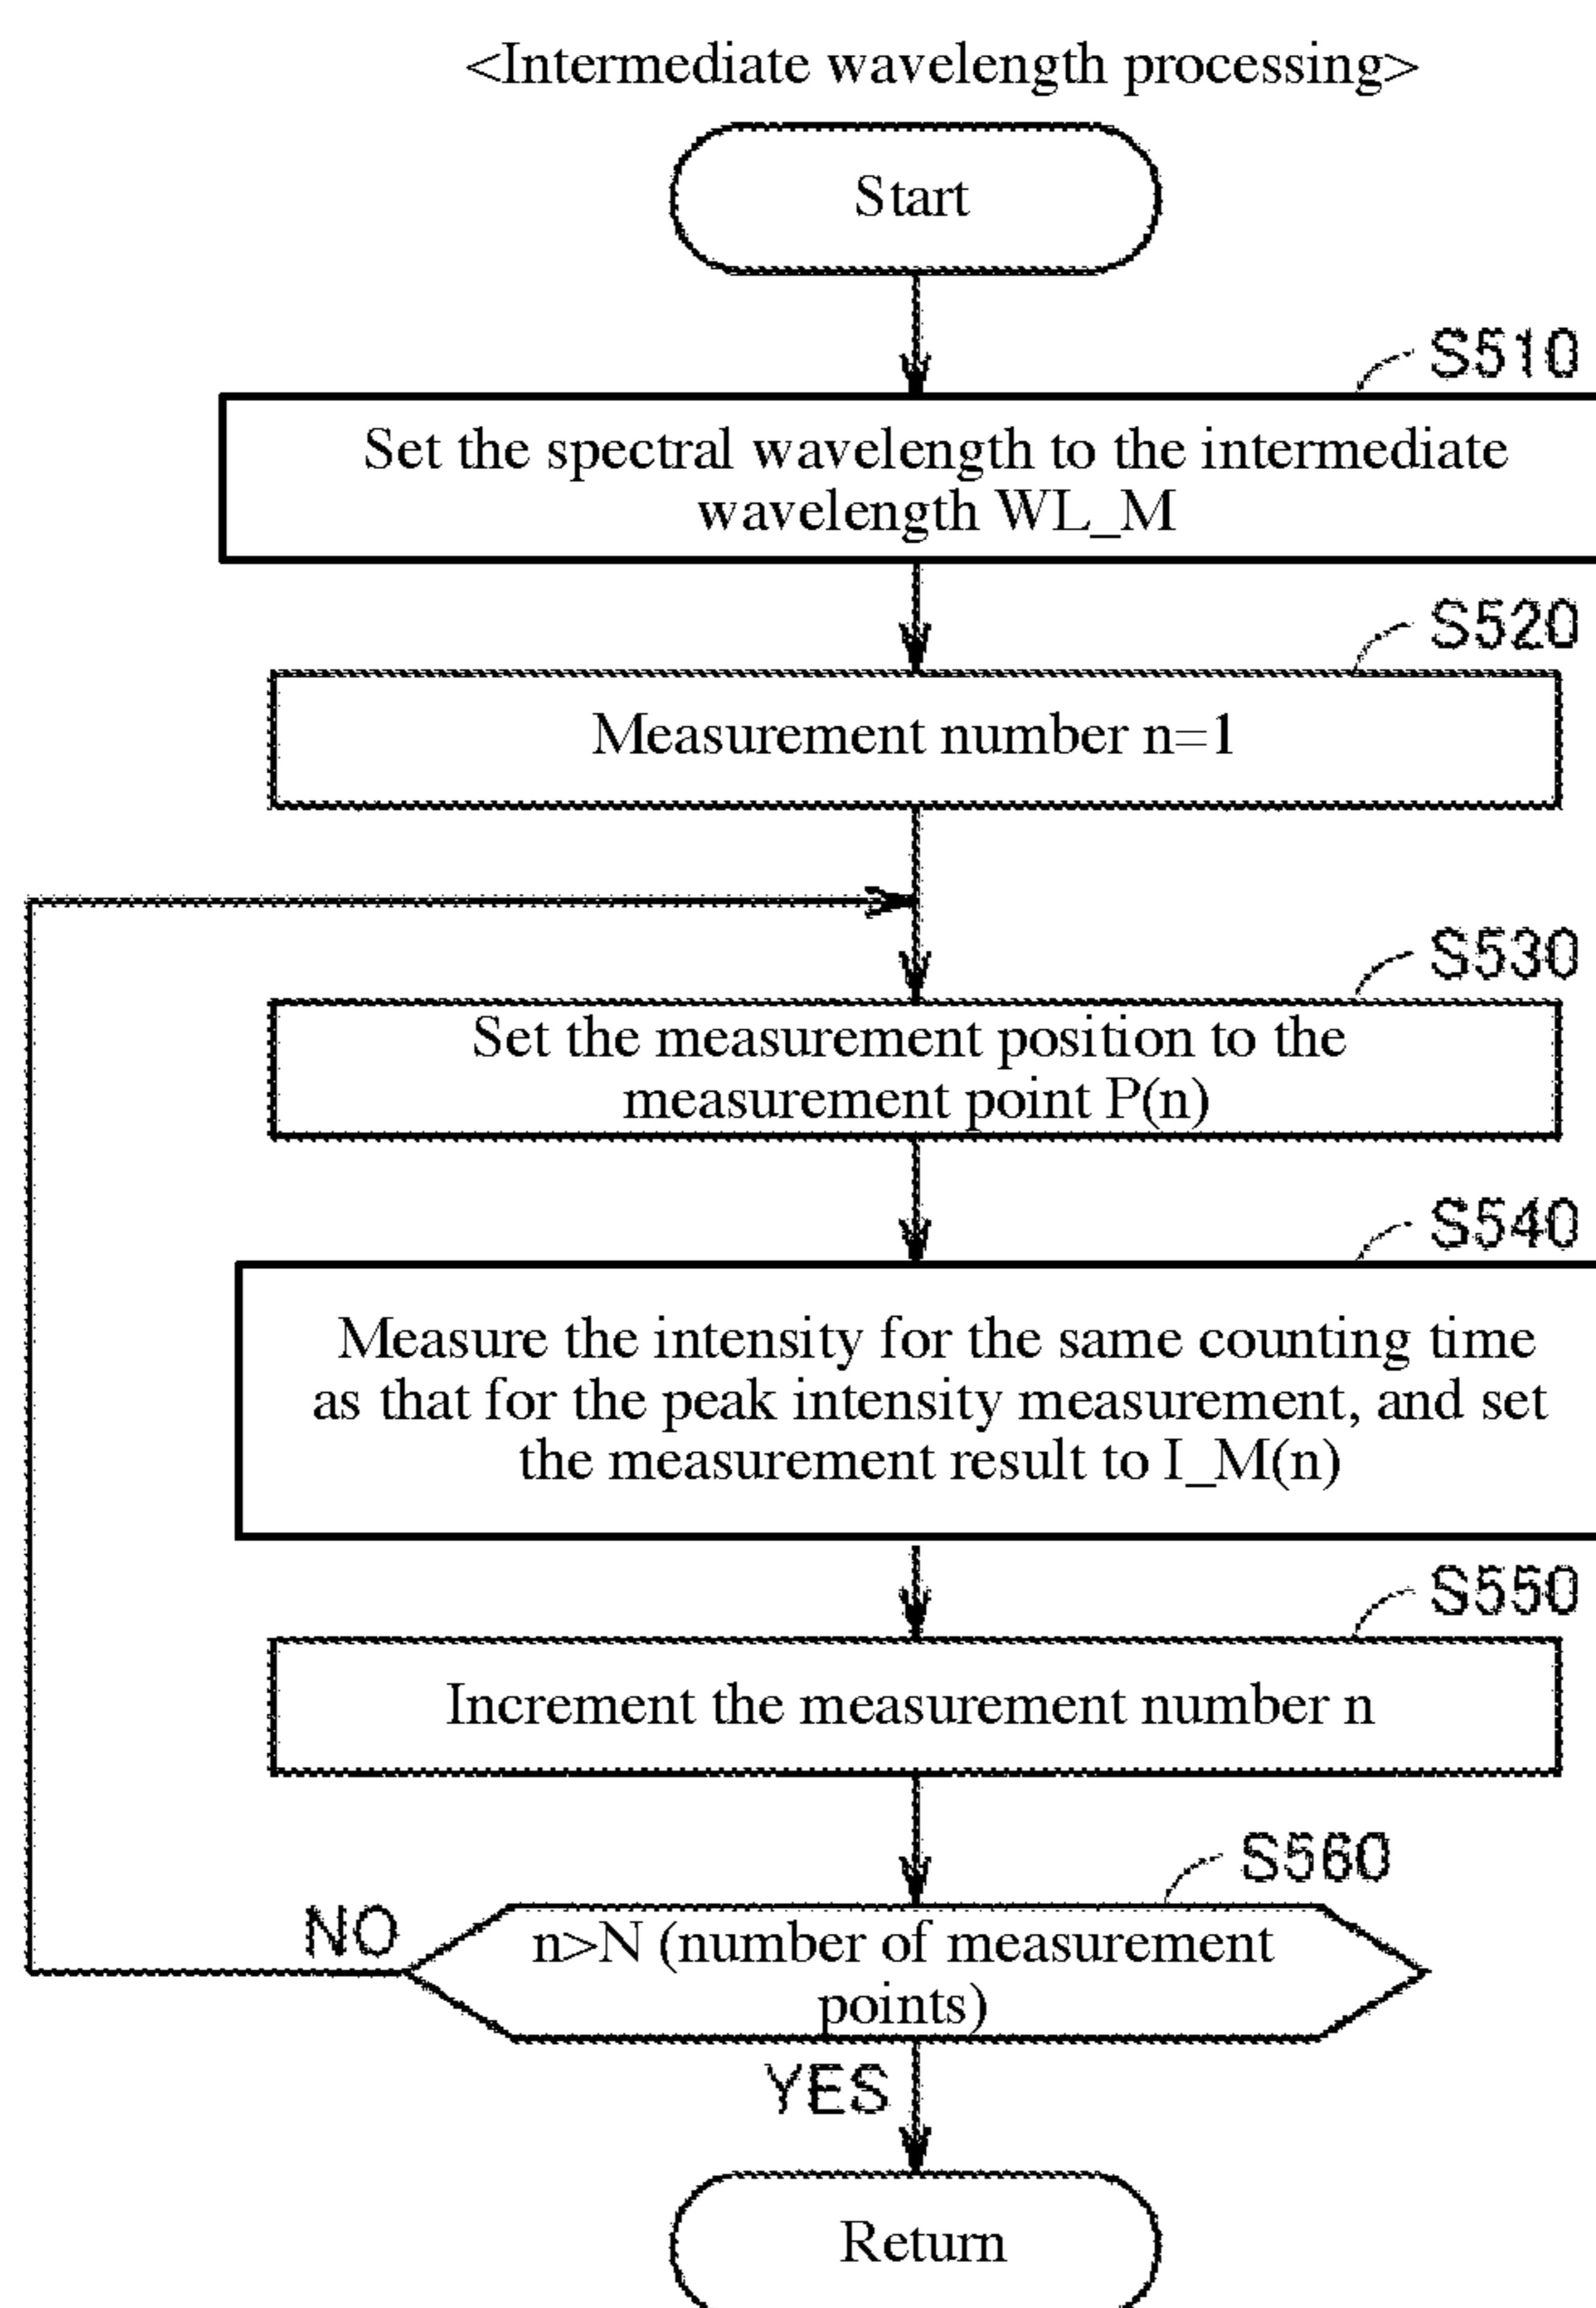 <Intermediate wavelength processing>
Start
S510
Set the spectral wavelength to the intermediate
wavelength WL_M
S520
Measurement number n=1
S530
Set the measurement position to the
measurement point P(n)
S540
Measure the intensity for the same counting time
as that for the peak intensity measurement, and set
the measurement result to I_M(n)
S550
Increment the measurement number n
S560
NO
n>N (number of measurement
points)
YES
Return